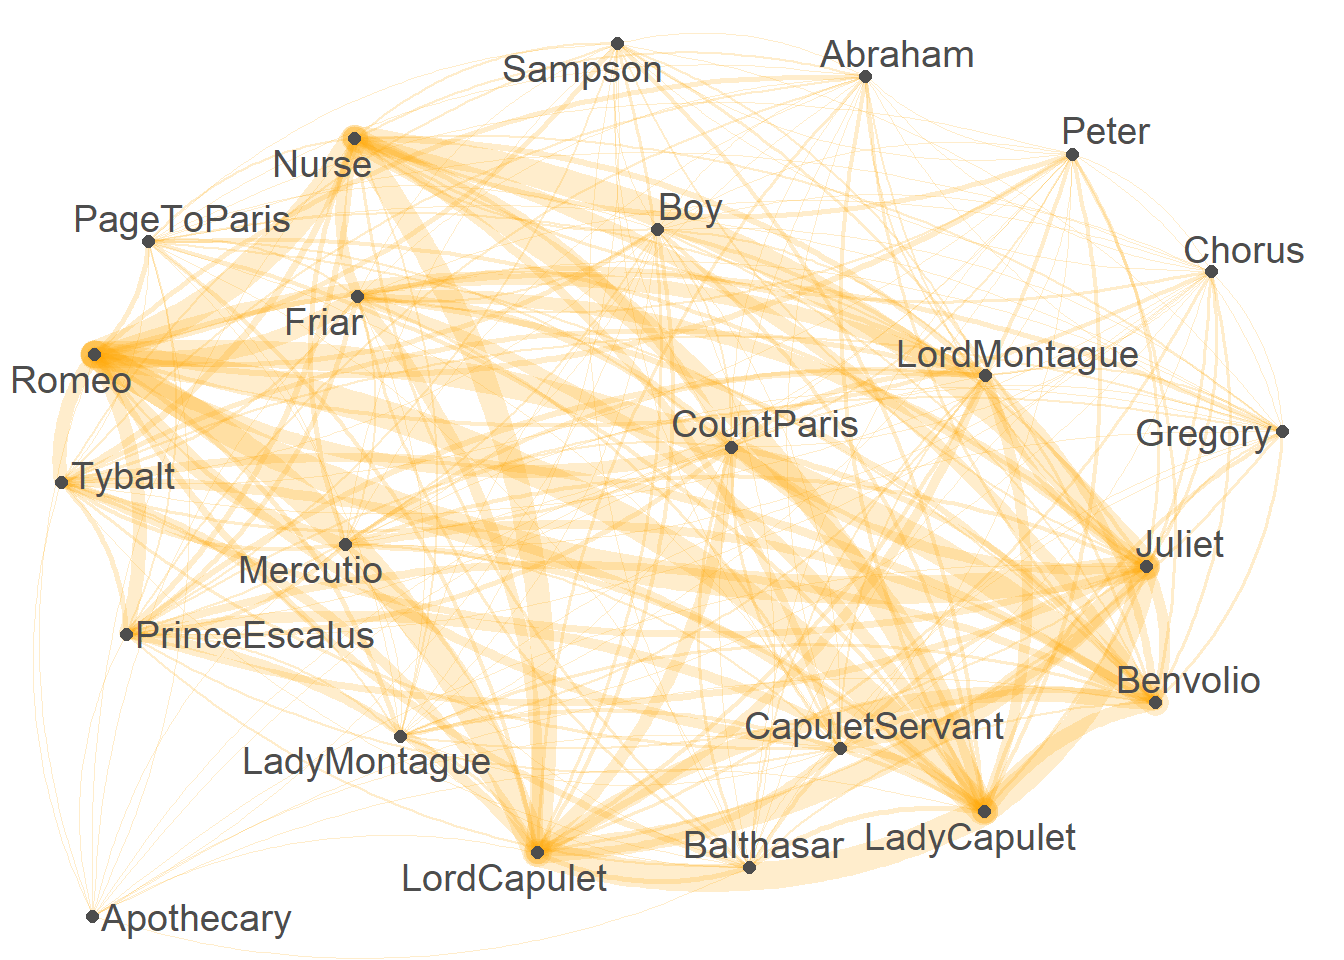 Abraham
Sampson
Peter
Nurse
Boy
PageToParis
Chorus
Friar
LordMontague
Romeo
CountParis
Gregory
Tybalt
Juliet
Mercutio
PrinceEscalus
Benvolio
CapuletServant
LadyMontague
LadyCapulet
Balthasar
LordCapulet
Apothecary